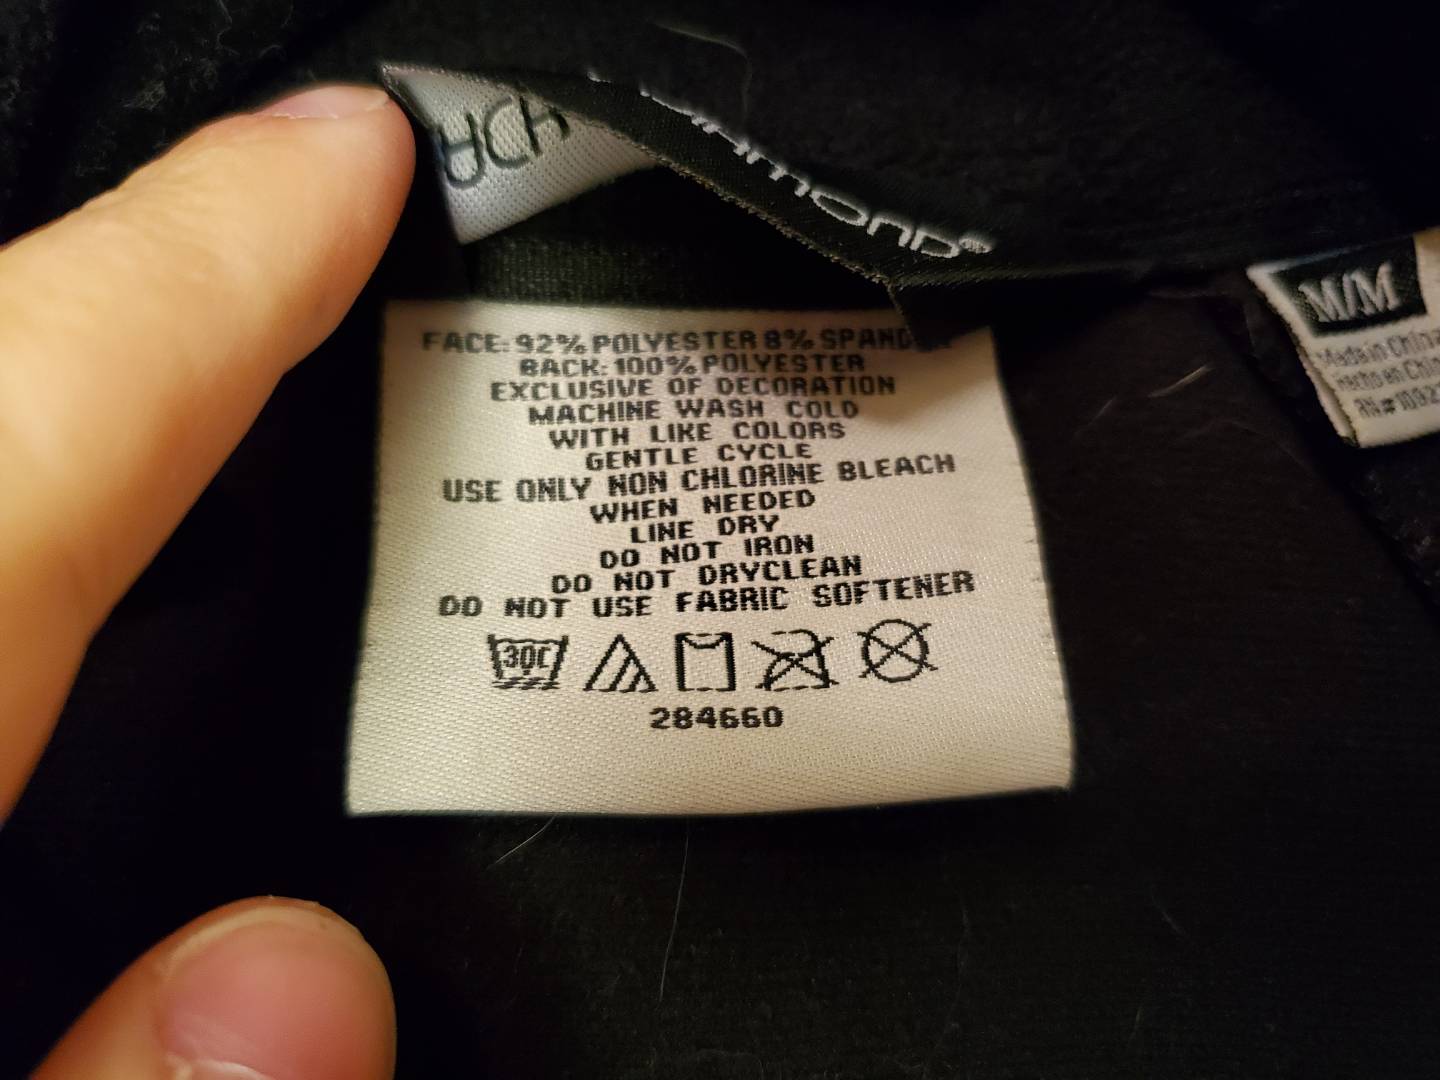 FACE: 92% POLYESTER 8% SPAND
BACK: 100% POLYESTER
EXCLUSIVE OF DECORATION
MACHINE WASH COLD
WITH LIKE COLORS
GENTLE CYCLE
USE ONLY NON CHLORINE BLEACH
WHEN NEEDED
LINE DRY
DO NOT IRON
DO NOT DRYCLEAN
DO NOT USE FABRIC SOFTENER
30C
284660
M/M
Made in China